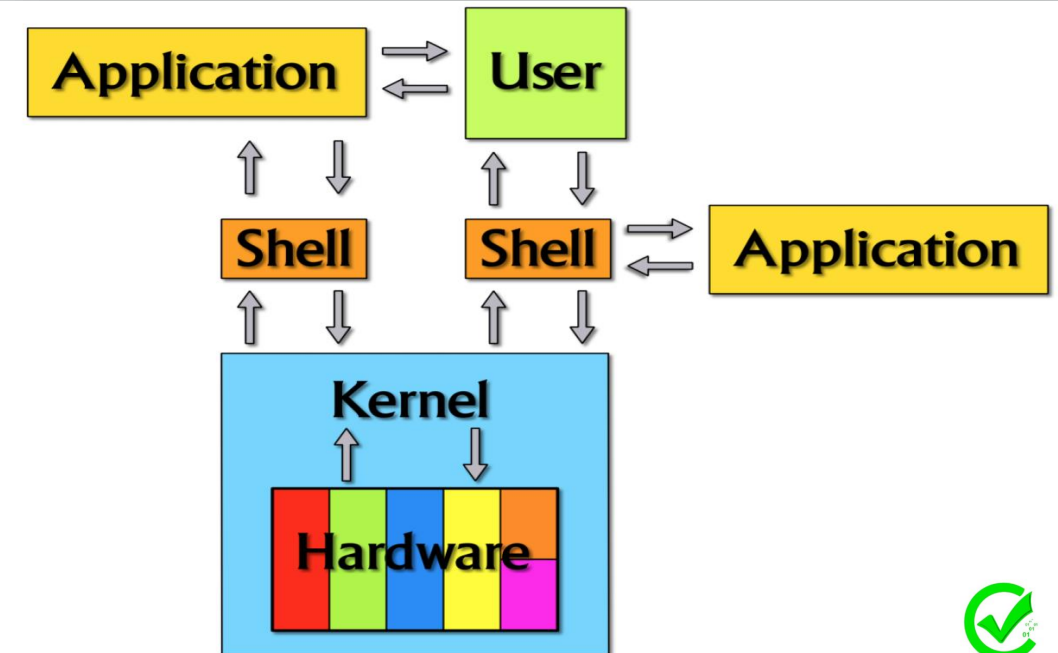 Application
User
Shell
Shell
Application
Kernel
Hardware